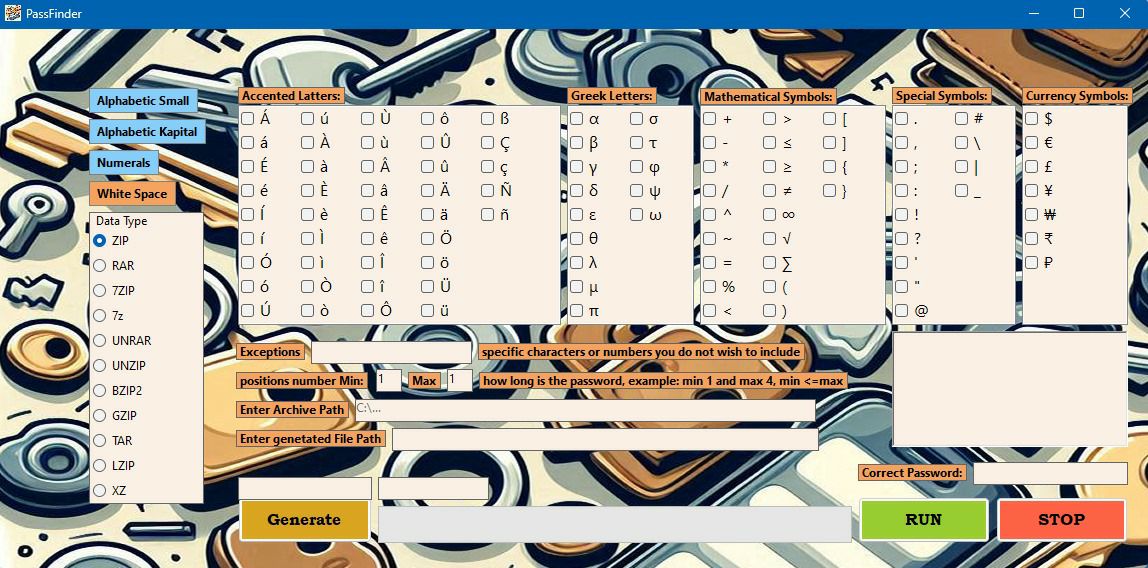 PassFinder
Alphabetic Small
Alphabetic Kapital
Numerals
White Space
Data Type
ZIP
RAR
7ZIP
7z
UNRAR
UNZIP
BZIP2
GZIP
TAR
LZIP
XZ
Accented Latters:
Á ú Ù ô ß
á À ù Û Ç
É à Â û ç
é È â Ä Ñ
Í è Ê ä ñ
í Ì ê Ö
Ó ì Î ö
ó Ò î Ü
Ú ò Ô ü
Greek Letters:
α σ
β τ
γ φ
δ ψ
ε ω
θ
λ
μ
π
Mathematical Symbols:
+ > [
- ≤ ]
* ≥ {
/ ≠ }
^ ∞
~ √
= ∑
% (
< )
Special Symbols:
. #
, \
; |
: _
!
?
'
"
@
Currency Symbols:
$
€
£
¥
₩
₹
₽
Exceptions specific characters or numbers you do not wish to include
positions number Min: 1 Max 1 how long is the password, example: min 1 and max 4, min <=max
Enter Archive Path C:\...
Enter genetated File Path
Correct Password:
Generate RUN STOP